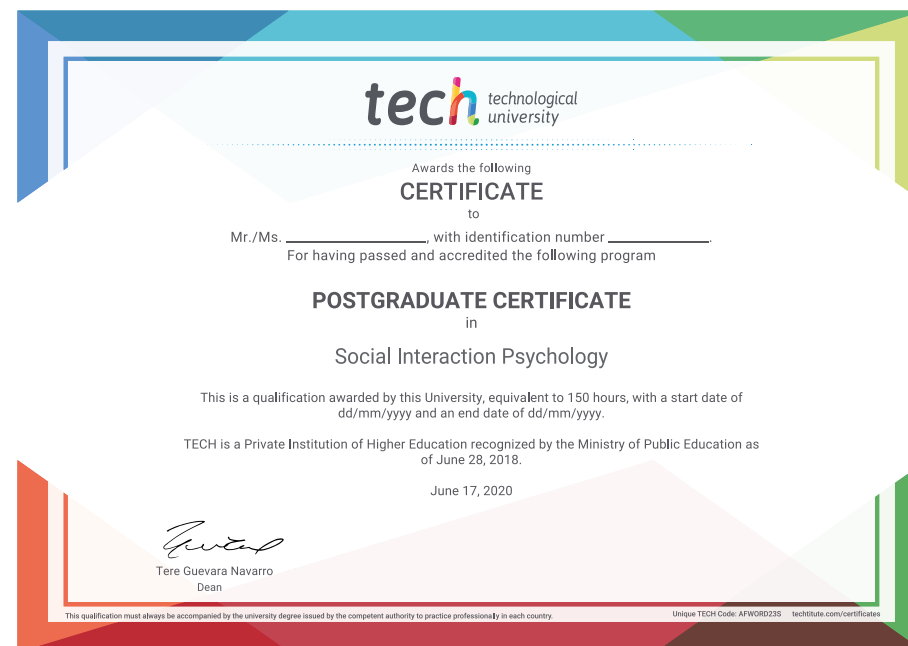 tech technological
university
Awards the following
CERTIFICATE
to
Mr./Ms. ____________________, with identification number ______________.
For having passed and accredited the following program
POSTGRADUATE CERTIFICATE
in
Social Interaction Psychology
This is a qualification awarded by this University, equivalent to 150 hours, with a start date of
dd/mm/yyyy and an end date of dd/mm/yyyy.
TECH is a Private Institution of Higher Education recognized by the Ministry of Public Education as
of June 28, 2018.
June 17, 2020
Tere Guevara Navarro
Dean
This qualification must always be accompanied by the university degree issued by the competent authority to practice professionally in each country.
Unique TECH Code: AFWORD23S techtitute.com/certificates